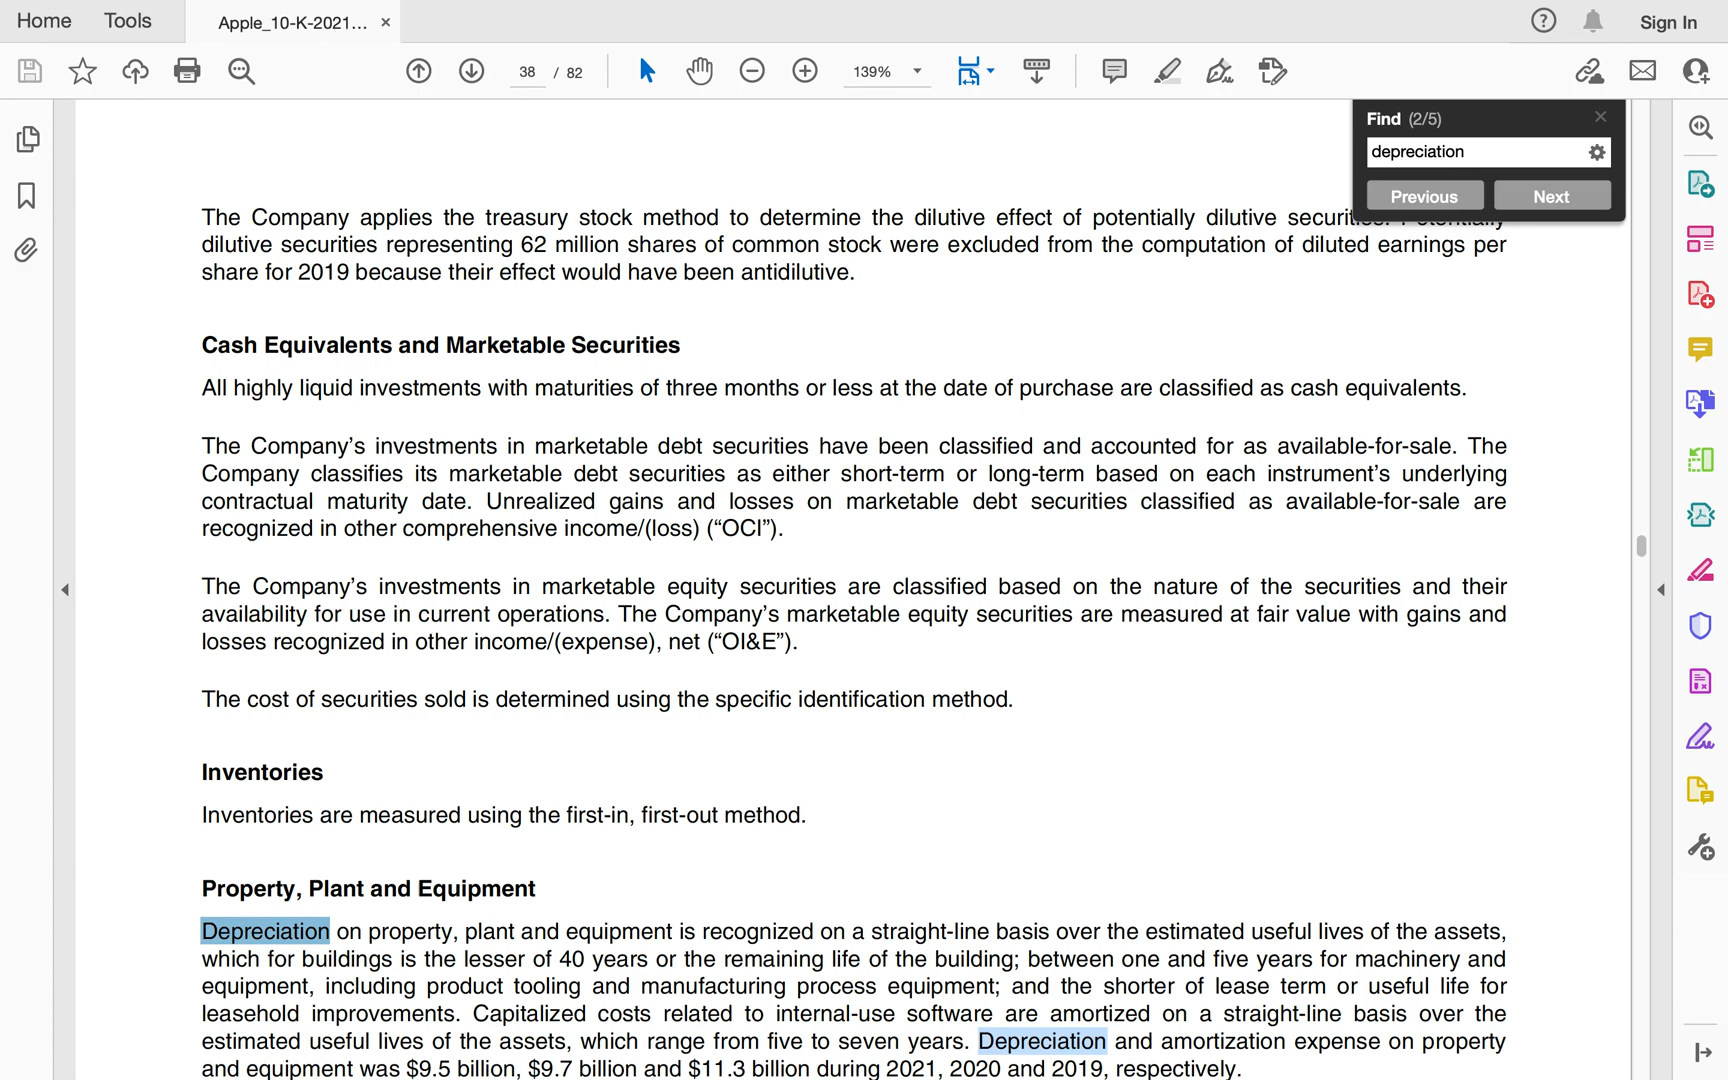 Home Tools Apple_10-K-2021... × Sign In
38 / 82 139%
Find (2/5)
depreciation
Previous Next
The Company applies the treasury stock method to determine the dilutive effect of potentially dilutive
dilutive securities representing 62 million shares of common stock were excluded from the computation of diluted earnings per
share for 2019 because their effect would have been antidilutive.
Cash Equivalents and Marketable Securities
All highly liquid investments with maturities of three months or less at the date of purchase are classified as cash equivalents.
The Company’s investments in marketable debt securities have been classified and accounted for as available-for-sale. The
Company classifies its marketable debt securities as either short-term or long-term based on each instrument’s underlying
contractual maturity date. Unrealized gains and losses on marketable debt securities classified as available-for-sale are
recognized in other comprehensive income/(loss) (“OCI”).
The Company’s investments in marketable equity securities are classified based on the nature of the securities and their
availability for use in current operations. The Company’s marketable equity securities are measured at fair value with gains and
losses recognized in other income/(expense), net (“OI&E”).
The cost of securities sold is determined using the specific identification method.
Inventories
Inventories are measured using the first-in, first-out method.
Property, Plant and Equipment
Depreciation on property, plant and equipment is recognized on a straight-line basis over the estimated useful lives of the assets,
which for buildings is the lesser of 40 years or the remaining life of the building; between one and five years for machinery and
equipment, including product tooling and manufacturing process equipment; and the shorter of lease term or useful life for
leasehold improvements. Capitalized costs related to internal-use software are amortized on a straight-line basis over the
estimated useful lives of the assets, which range from five to seven years. Depreciation and amortization expense on property
and equipment was $9.5 billion, $9.7 billion and $11.3 billion during 2021, 2020 and 2019, respectively.